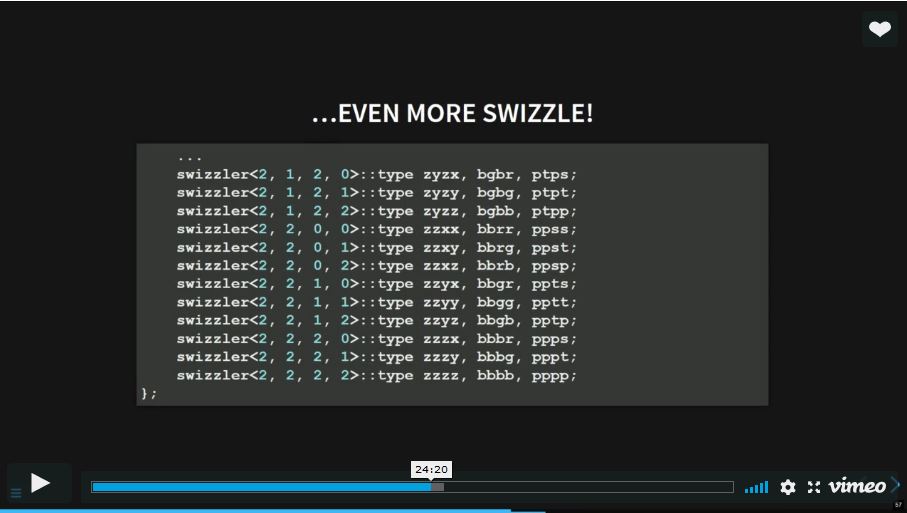 ...EVEN MORE SWIZZLE!
...
swizzler<2, 1, 2, 0>::type zyzx, bgbr, ptps;
swizzler<2, 1, 2, 1>::type zyzy, bgbg, ptpt;
swizzler<2, 1, 2, 2>::type zyzz, bgbb, ptpp;
swizzler<2, 2, 0, 0>::type zzxx, bbrr, ppss;
swizzler<2, 2, 0, 1>::type zzxy, bbrg, ppst;
swizzler<2, 2, 0, 2>::type zzxz, bbrb, ppsp;
swizzler<2, 2, 1, 0>::type zzyx, bbgr, ppts;
swizzler<2, 2, 1, 1>::type zzyy, bbgg, pptt;
swizzler<2, 2, 1, 2>::type zzyz, bbgb, pptp;
swizzler<2, 2, 2, 0>::type zzzx, bbbr, ppps;
swizzler<2, 2, 2, 1>::type zzzy, bbbg, pppt;
swizzler<2, 2, 2, 2>::type zzzz, bbbb, pppp;
};
24:20
vimeo
57